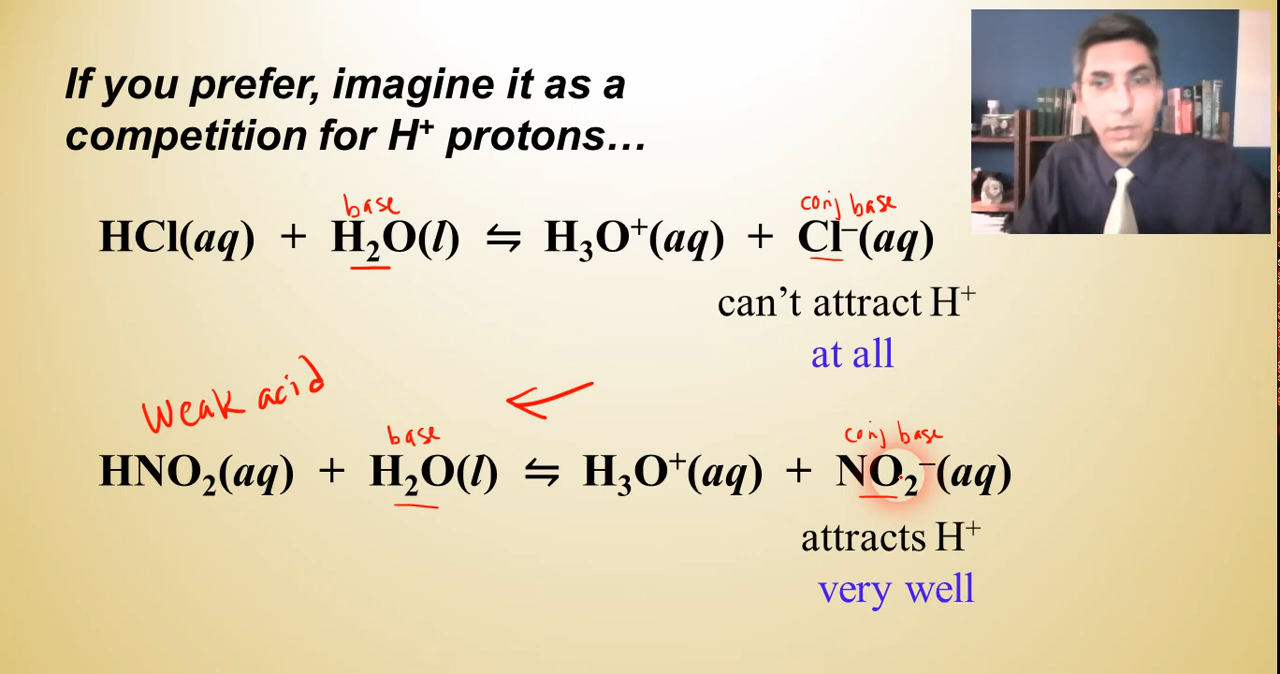 If you prefer, imagine it as a
competition for H⁺ protons…
base
conj base
HCl(aq) + H₂O(l) ⇋ H₃O⁺(aq) + Cl⁻(aq)
can’t attract H⁺
at all
Weak acid
base
conj base
HNO₂(aq) + H₂O(l) ⇋ H₃O⁺(aq) + NO₂⁻(aq)
attracts H⁺
very well